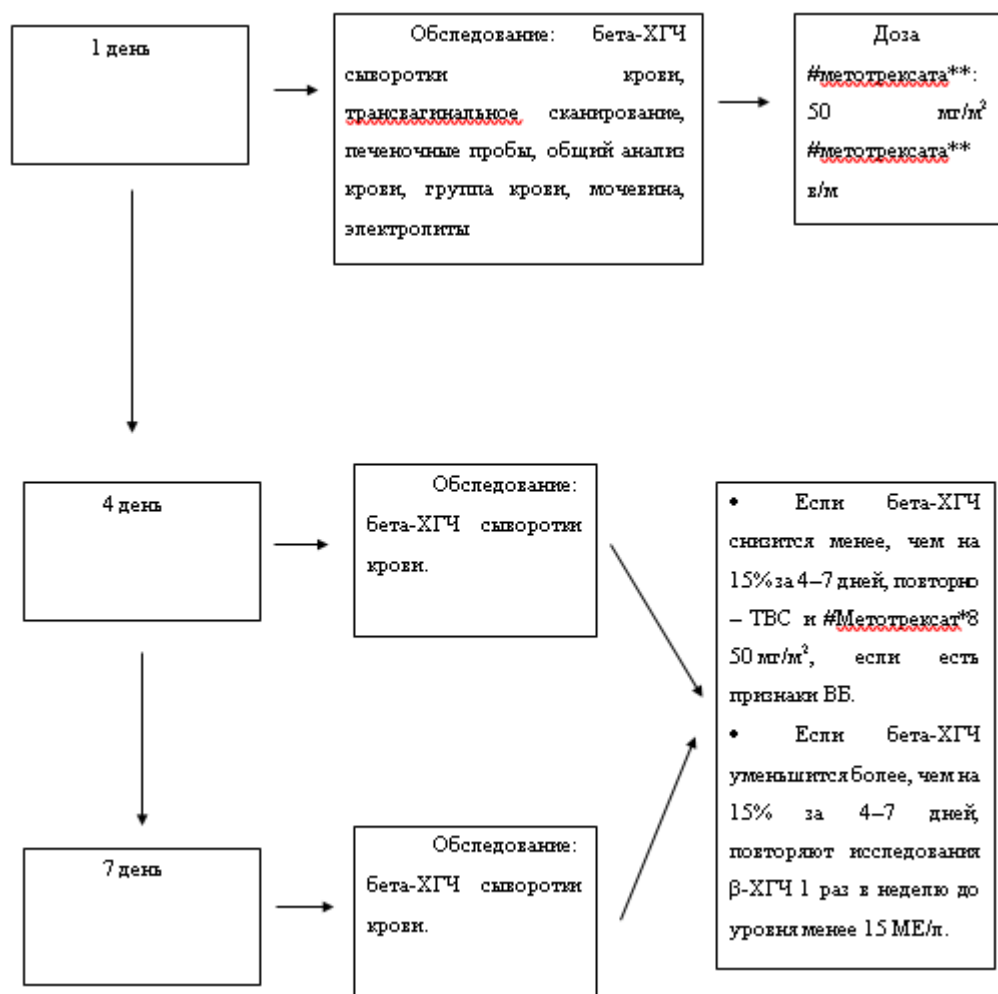 1 день
Обследование: бета-ХГЧ
сыворотки крови,
трансвагинальное сканирование,
печеночные пробы, общий анализ
крови, группа крови, мочевина,
электролиты
Доза
#метотрексата**:
50 мг/м²
#метотрексата**
в/м
4 день
Обследование:
бета-ХГЧ сыворотки
крови.
• Если бета-ХГЧ
снизится менее, чем на
15% за 4–7 дней, повторно
– ТВС и #Метотрексат*8
50 мг/м², если есть
признаки ВБ.
• Если бета-ХГЧ
уменьшится более, чем на
15% за 4–7 дней,
повторяют исследования
β-ХГЧ 1 раз в неделю до
уровня менее 15 МЕ/л.
7 день
Обследование:
бета-ХГЧ сыворотки
крови.